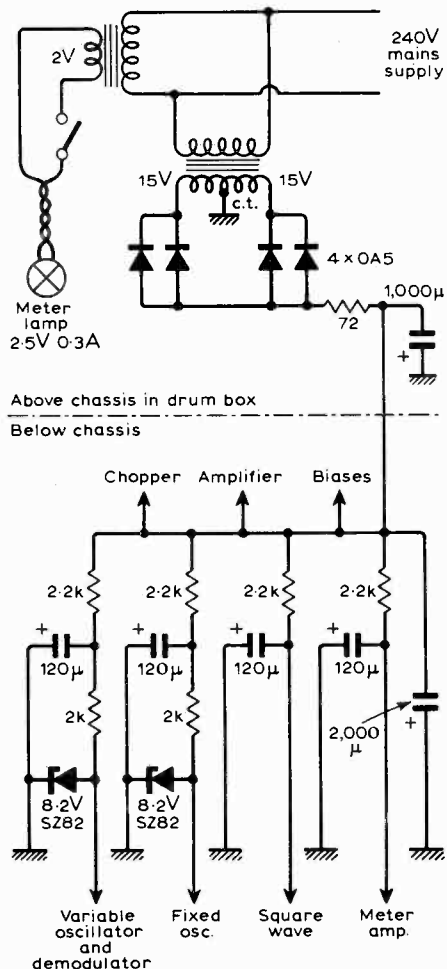 2V
240V
mains
supply
15V
15V
c.t.
4 × OA5
Meter
lamp
2·5V 0·3A
72
1,000μ
+
Above chassis in drum box
Below chassis
Chopper
Amplifier
Biases
2·2k
2·2k
2·2k
2·2k
+
+
+
+
120μ
120μ
120μ
120μ
2k
2k
2,000
μ
+
8·2V
SZ82
8·2V
SZ82
Variable
oscillator
and
demodulator
Fixed
osc.
Square
wave
Meter
amp.